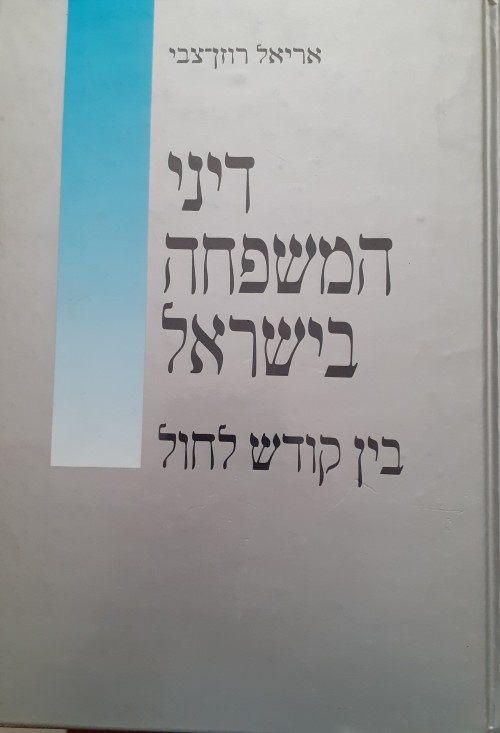 אריאל רוזן־צבי
דיני
המשפחה
בישראל
בין קודש לחול